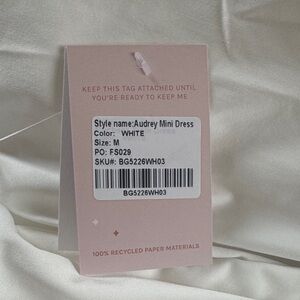 KEEP THIS TAG ATTACHED UNTIL
YOU'RE READY TO KEEP ME
Style name:Audrey Mini Dress
Color: WHITE
Size: M
PO: FS029
SKU#: BG5226WH03
BG5226WH03
100% RECYCLED PAPER MATERIALS